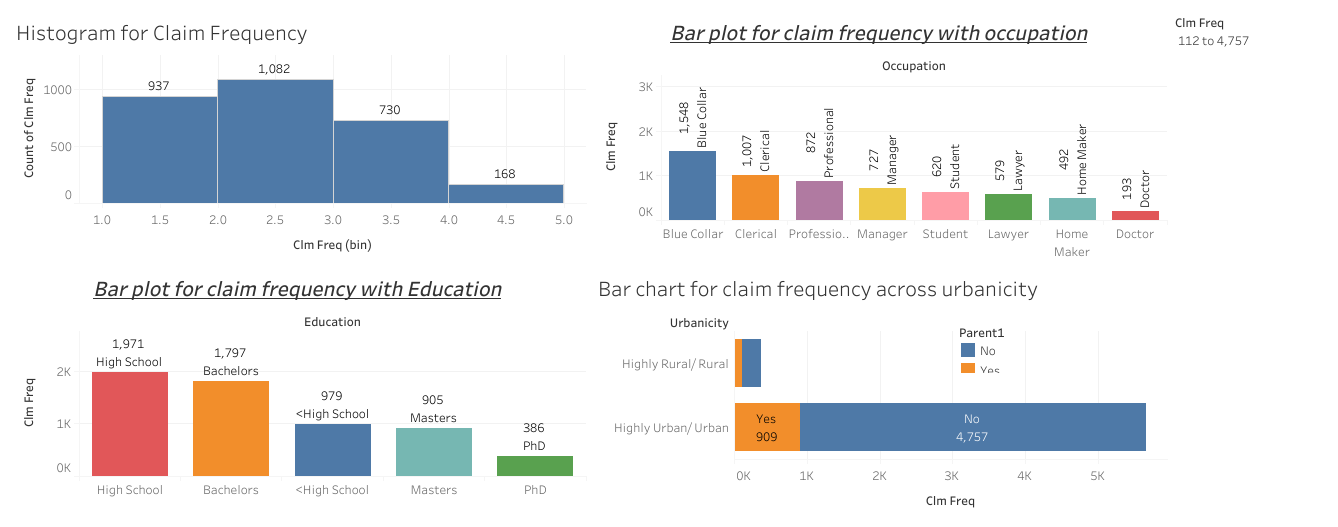 Histogram for Claim Frequency
Count of Clm Freq
1000
500
0
937
1,082
730
168
1.0 1.5 2.0 2.5 3.0 3.5 4.0 4.5 5.0
Clm Freq (bin)
Bar plot for claim frequency with occupation
Occupation
Clm Freq
3K
2K
1K
0K
1,548
Blue Collar
1,007
Clerical
872
Professional
727
Manager
620
Student
579
Lawyer
492
Home Maker
193
Doctor
Blue Collar Clerical Professio.. Manager Student Lawyer Home Doctor
Maker
Clm Freq
112 to 4,757
Bar plot for claim frequency with Education
Education
Clm Freq
2K
1K
0K
1,971
High School
1,797
Bachelors
979
<High School
905
Masters
386
PhD
High School Bachelors <High School Masters PhD
Bar chart for claim frequency across urbanicity
Urbanicity
Highly Rural/ Rural
Highly Urban/ Urban
Parent1
No
Yes
Yes
909
No
4,757
0K 1K 2K 3K 4K 5K
Clm Freq